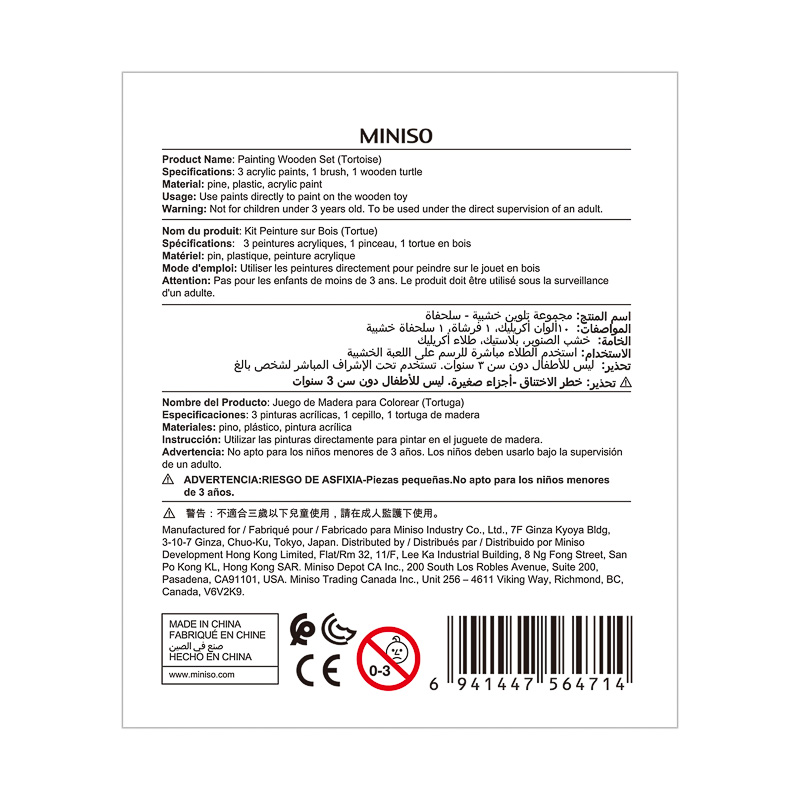 MINISO
Product Name: Painting Wooden Set (Tortoise)
Specifications: 3 acrylic paints, 1 brush, 1 wooden turtle
Material: pine, plastic, acrylic paint
Usage: Use paints directly to paint on the wooden toy
Warning: Not for children under 3 years old. To be used under the direct supervision of an adult.
Nom du produit: Kit Peinture sur Bois (Tortue)
Spécifications: 3 peintures acryliques, 1 pinceau, 1 tortue en bois
Matériel: pin, plastique, peinture acrylique
Mode d'emploi: Utiliser les peintures directement pour peindre sur le jouet en bois
Attention: Pas pour les enfants de moins de 3 ans. Le produit doit être utilisé sous la surveillance
d'un adulte.
اسم المنتج: مجموعة تلوين خشبية - سلحفاة
المواصفات: ١٠ألوان أكريليك، ١ فرشاة، ١ سلحفاة خشبية
الخامة: خشب الصنوبر، بلاستيك، طلاء أكريليك
الاستخدام: استخدم الطلاء مباشرة للرسم على اللعبة الخشبية
تحذير: ليس للأطفال دون سن ٣ سنوات. تستخدم تحت الإشراف المباشر لشخص بالغ
⚠ تحذير: خطر الاختناق -أجزاء صغيرة. ليس للأطفال دون سن 3 سنوات
Nombre del Producto: Juego de Madera para Colorear (Tortuga)
Especificaciones: 3 pinturas acrílicas, 1 cepillo, 1 tortuga de madera
Materiales: pino, plástico, pintura acrílica
Instrucción: Utilizar las pinturas directamente para pintar en el juguete de madera.
Advertencia: No apto para los niños menores de 3 años. Los niños deben usarlo bajo la supervisión
de un adulto.
⚠ ADVERTENCIA:RIESGO DE ASFIXIA-Piezas pequeñas.No apto para los niños menores
de 3 años.
⚠ 警告：不適合三歲以下兒童使用，請在成人監護下使用。
Manufactured for / Fabriqué pour / Fabricado para Miniso Industry Co., Ltd., 7F Ginza Kyoya Bldg,
3-10-7 Ginza, Chuo-Ku, Tokyo, Japan. Distributed by / Distribués par / Distribuido por Miniso
Development Hong Kong Limited, Flat/Rm 32, 11/F, Lee Ka Industrial Building, 8 Ng Fong Street, San
Po Kong KL, Hong Kong SAR. Miniso Depot CA Inc., 200 South Los Robles Avenue, Suite 200,
Pasadena, CA91101, USA. Miniso Trading Canada Inc., Unit 256 – 4611 Viking Way, Richmond, BC,
Canada, V6V2K9.
MADE IN CHINA
FABRIQUÉ EN CHINE
صنع في الصين
HECHO EN CHINA
www.miniso.com
CE
0-3
6 941447 564714